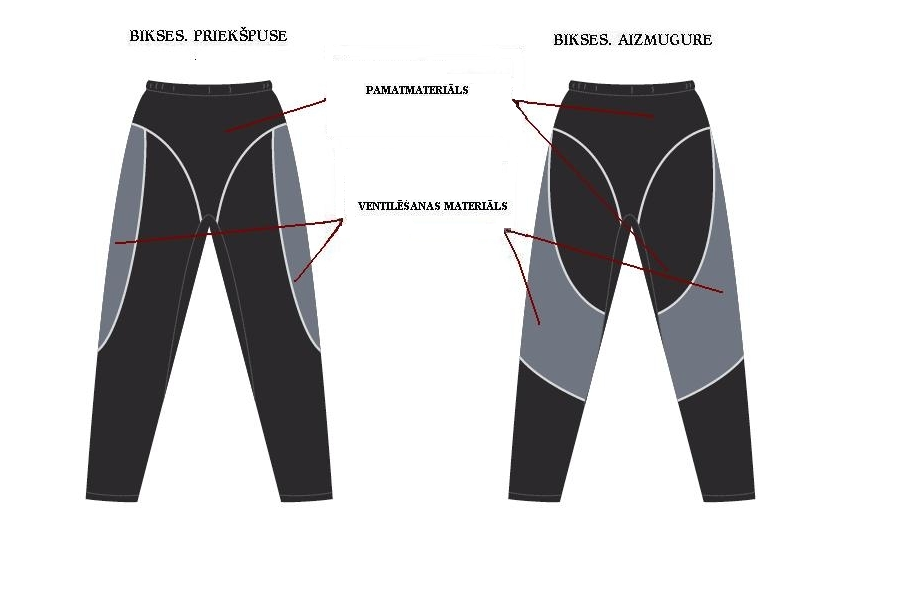 BIKSES. PRIEKŠPUSE
BIKSES. AIZMUGURE
PAMATMATERIĀLS
VENTILĒŠANAS MATERIĀLS